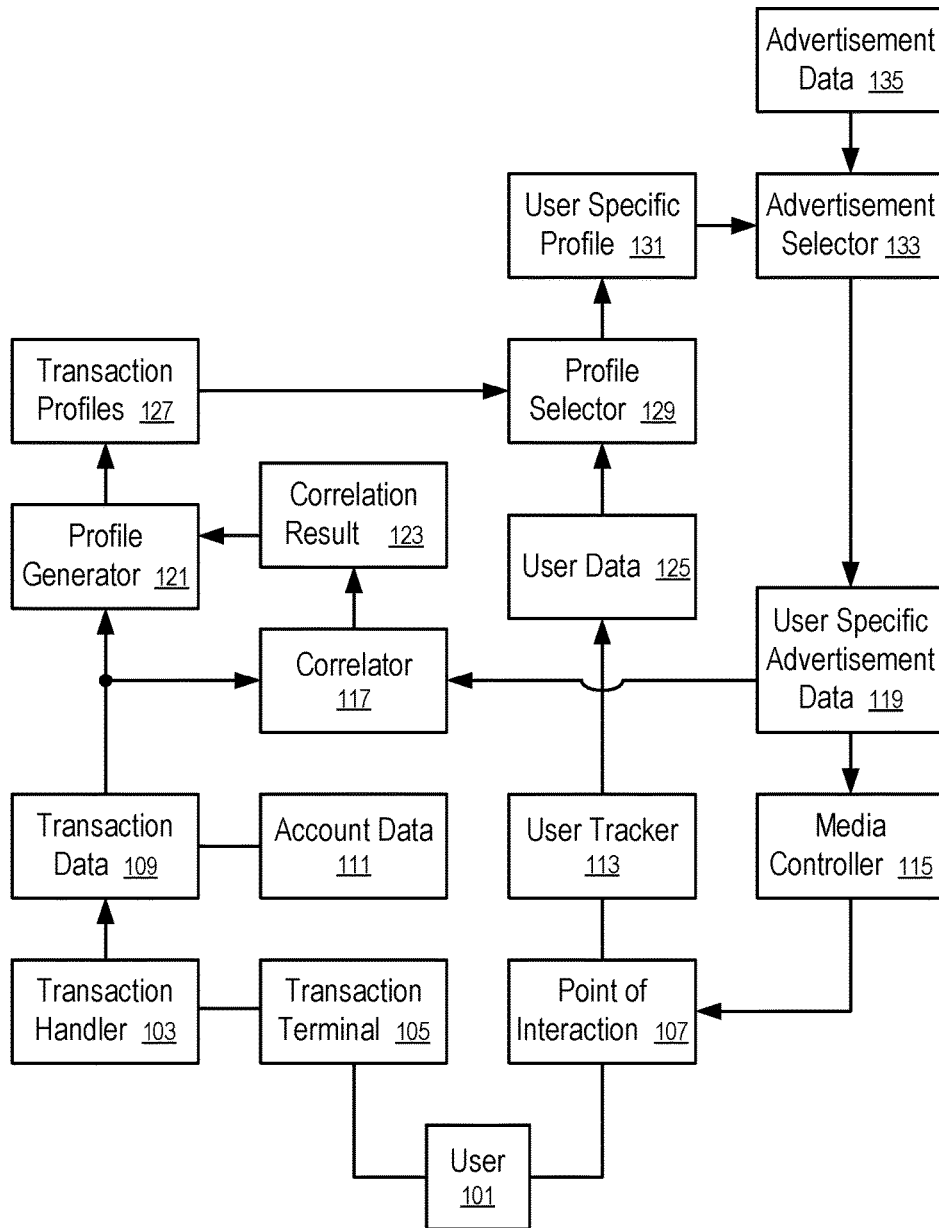 Advertisement
Data 135
User Specific
Profile 131
Advertisement
Selector 133
Transaction
Profiles 127
Profile
Selector 129
Profile
Generator 121
Correlation
Result 123
User Data 125
Correlator
117
User Specific
Advertisement
Data 119
Transaction
Data 109
Account Data
111
User Tracker
113
Media
Controller 115
Transaction
Handler 103
Transaction
Terminal 105
Point of
Interaction 107
User
101